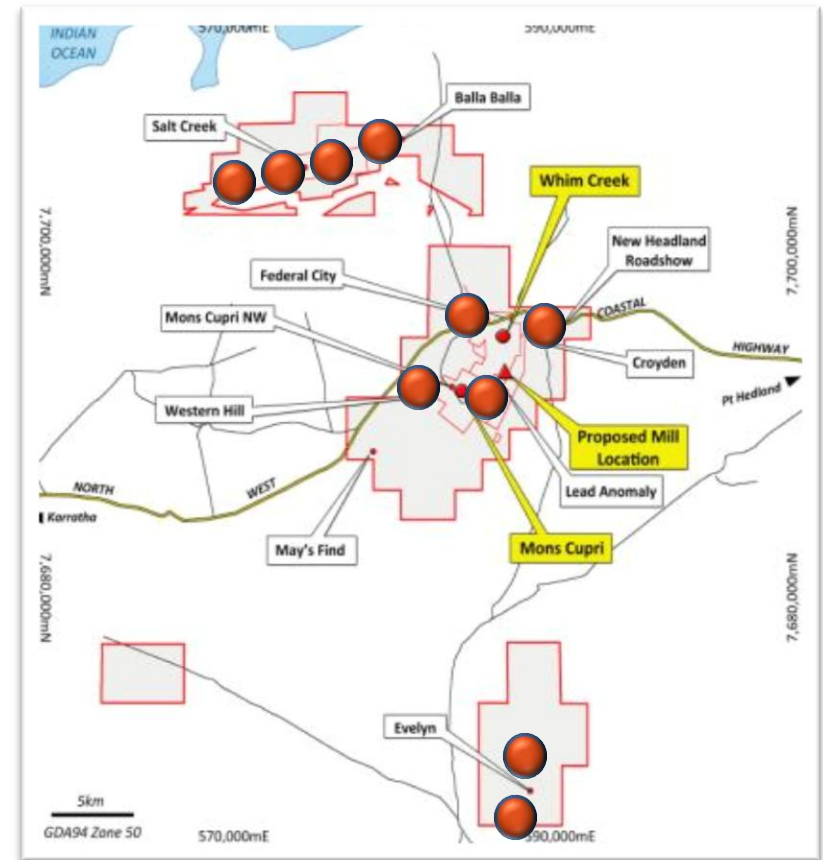 INDIAN
OCEAN
570,000mE
590,000mE
Balla Balla
Salt Creek
Whim Creek
7,700,000mN
7,700,000mN
New Headland
Roadshow
Federal City
Mons Cupri NW
COASTAL
HIGHWAY
Croyden
Pt Hedland
Western Hill
Proposed Mill
Location
NORTH
WEST
Lead Anomaly
Karratha
May's Find
Mons Cupri
7,680,000mN
7,680,000mN
Evelyn
5km
GDA94 Zone 50
570,000mE
590,000mE